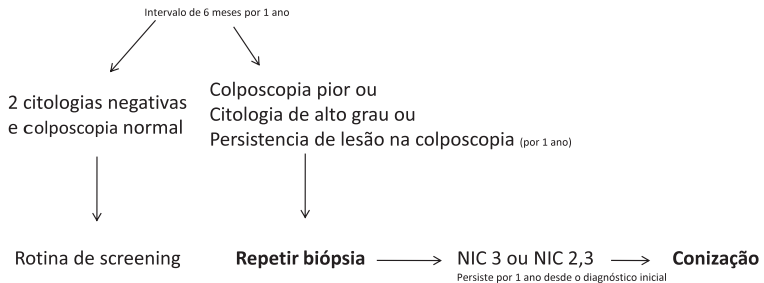 Intervalo de 6 meses por 1 ano
2 citologias negativas
e colposcopia normal
Colposcopia pior ou
Citologia de alto grau ou
Persistencia de lesão na colposcopia (por 1 ano)
Rotina de screening
Repetir biópsia
NIC 3 ou NIC 2,3
Persiste por 1 ano desde o diagnóstico inicial
Conização